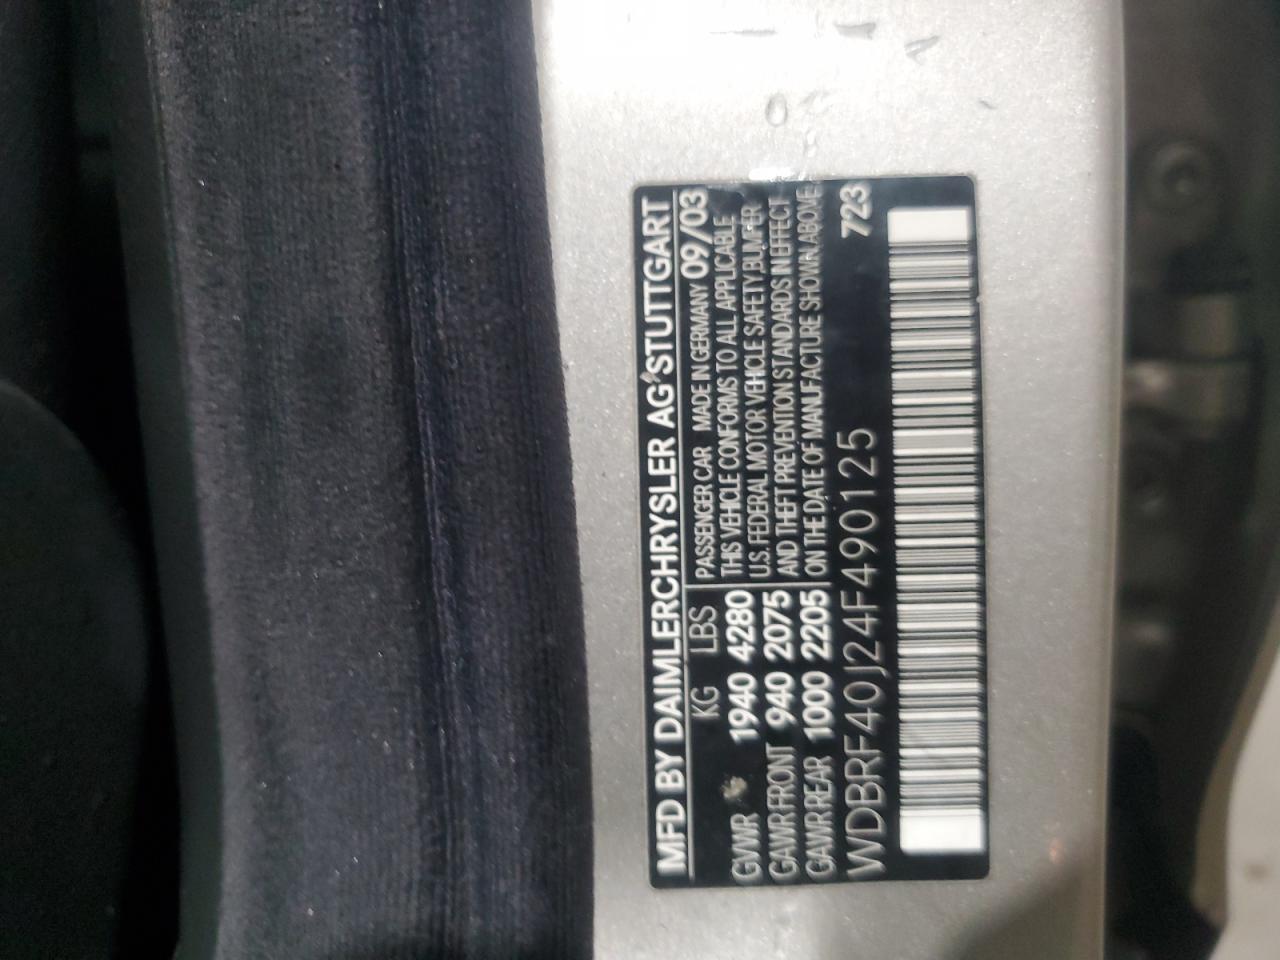 MFD BY DAIMLERCHRYSLER AG STUTTGART
KG LBS PASSENGER CAR MADE IN GERMANY 09/03
GVWR 1940 4280 THIS VEHICLE CONFORMS TO ALL APPLICABLE
U.S. FEDERAL MOTOR VEHICLE SAFETY,BUMPER
GAWR FRONT 940 2075 AND THEFT PREVENTION STANDARDS IN EFFECT
GAWR REAR 1000 2205 ON THE DATE OF MANUFACTURE SHOWN ABOVE
WDBRF40J24F490125 723